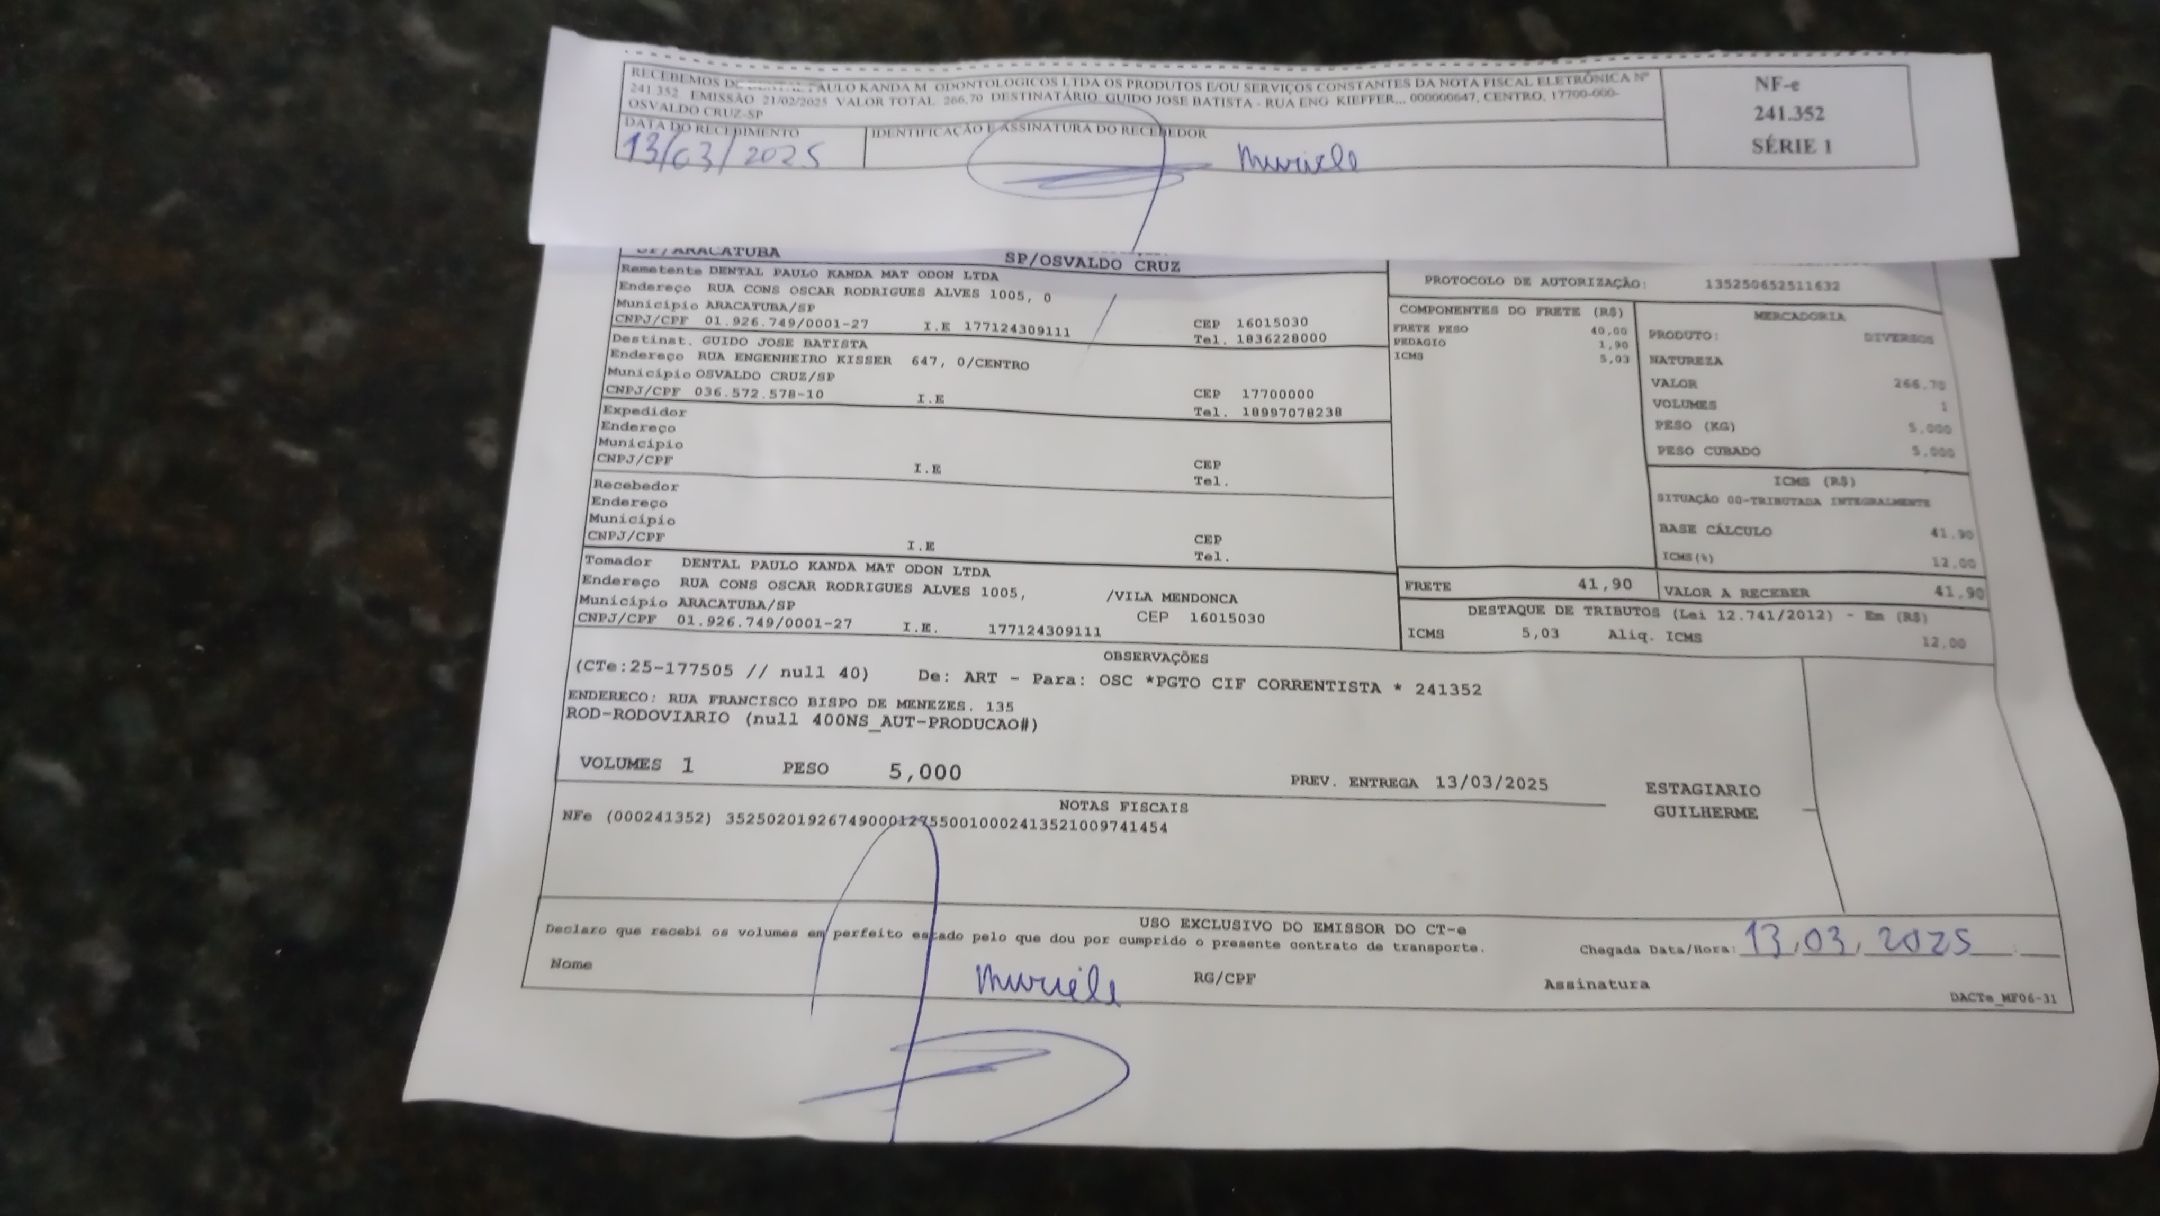 RECEBEMOS DE PAULO KANDA M ODONTOLOGICOS LTDA OS PRODUTOS E/OU SERVIÇOS CONSTANTES DA NOTA FISCAL ELETRÔNICA Nº
241.352 EMISSÃO 21/02/2025 VALOR TOTAL 266,70 DESTINATÁRIO GUIDO JOSE BATISTA - RUA ENG KIEFFER... 000000647, CENTRO, 17700-000-
OSVALDO CRUZ-SP
DATA DO RECEBIMENTO IDENTIFICAÇÃO E ASSINATURA DO RECEBEDOR
13/03/2025 Muriele
NF-e
241.352
SÉRIE 1
SP/ARACATUBA SP/OSVALDO CRUZ
Remetente DENTAL PAULO KANDA MAT ODON LTDA
Endereço RUA CONS OSCAR RODRIGUES ALVES 1005, 0
Município ARACATUBA/SP CEP 16015030
CNPJ/CPF 01.926.749/0001-27 I.E 177124309111 Tel. 1836228000
Destinat. GUIDO JOSE BATISTA
Endereço RUA ENGENHEIRO KISSER 647, 0/CENTRO
Município OSVALDO CRUZ/SP CEP 17700000
CNPJ/CPF 036.572.578-10 I.E Tel. 18997078238
Expedidor
Endereço
Município CEP
CNPJ/CPF I.E Tel.
Recebedor
Endereço
Município CEP
CNPJ/CPF I.E Tel.
Tomador DENTAL PAULO KANDA MAT ODON LTDA
Endereço RUA CONS OSCAR RODRIGUES ALVES 1005, /VILA MENDONCA
Município ARACATUBA/SP CEP 16015030
CNPJ/CPF 01.926.749/0001-27 I.E. 177124309111
PROTOCOLO DE AUTORIZAÇÃO: 135250652511632
COMPONENTES DO FRETE (R$)
FRETE PESO 40,00
PEDAGIO 1,90
ICMS 5,03
MERCADORIA
PRODUTO: DIVERSOS
NATUREZA
VALOR 266,70
VOLUMES 1
PESO (KG) 5,000
PESO CUBADO 5,000
ICMS (R$)
SITUAÇÃO 00-TRIBUTADA INTEGRALMENTE
BASE CÁLCULO 41,90
ICMS(%) 12,00
FRETE 41,90 VALOR A RECEBER 41,90
DESTAQUE DE TRIBUTOS (Lei 12.741/2012) - Em (R$)
ICMS 5,03 Aliq. ICMS 12,00
OBSERVAÇÕES
(CTe:25-177505 // null 40) De: ART - Para: OSC *PGTO CIF CORRENTISTA * 241352
ENDERECO: RUA FRANCISCO BISPO DE MENEZES. 135
ROD-RODOVIARIO (null 400NS_AUT-PRODUCAO#)
VOLUMES 1 PESO 5,000 PREV. ENTREGA 13/03/2025
ESTAGIARIO
GUILHERME
NOTAS FISCAIS
NFe (000241352) 35250201926749000127550010002413521009741454
USO EXCLUSIVO DO EMISSOR DO CT-e
Declaro que recebi os volumes em perfeito estado pelo que dou por cumprido o presente contrato de transporte. Chegada Data/Hora: 13.03.2025
Nome Muriele RG/CPF Assinatura
DACTe_MF06-31